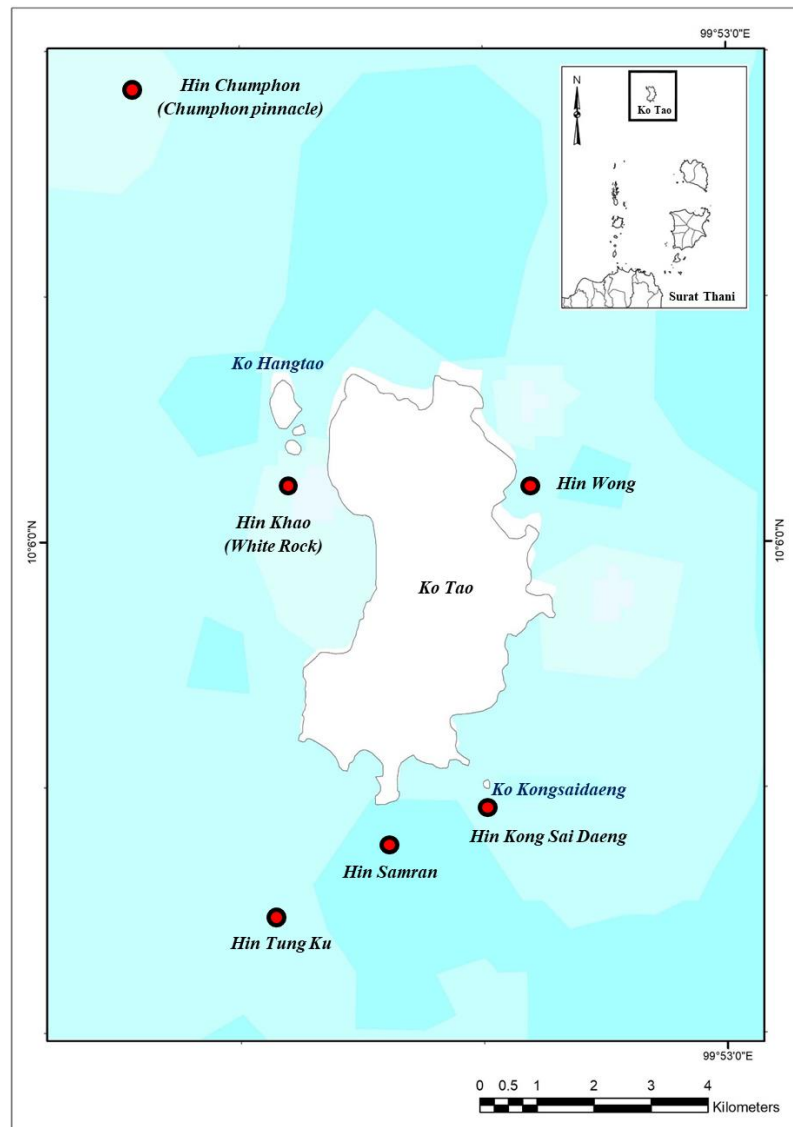 99°53'0"E
Hin Chumphon
(Chumphon pinnacle)
N
Ko Tao
Surat Thani
Ko Hangtao
Hin Wong
Hin Khao
(White Rock)
10°6'0"N
10°6'0"N
Ko Tao
Ko Kongsaidaeng
Hin Kong Sai Daeng
Hin Samran
Hin Tung Ku
99°53'0"E
0 0.5 1 2 3 4
Kilometers